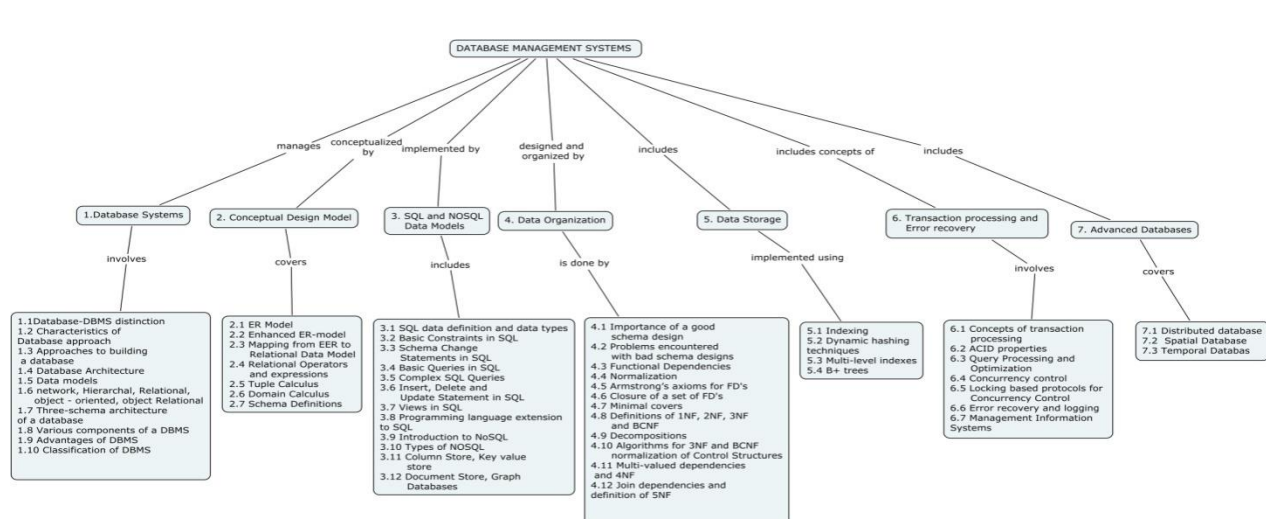 DATABASE MANAGEMENT SYSTEMS
manages
conceptualized
by
implemented by
designed and
organized by
includes
includes concepts of
includes
1.Database Systems
2. Conceptual Design Model
3. SQL and NOSQL
Data Models
4. Data Organization
5. Data Storage
6. Transaction processing and
Error recovery
7. Advanced Databases
involves
covers
includes
is done by
implemented using
involves
covers
1.1Database-DBMS distinction
1.2 Characteristics of
Database approach
1.3 Approaches to building
a database
1.4 Database Architecture
1.5 Data models
1.6 network, Hierarchal, Relational,
object - oriented, object Relational
1.7 Three-schema architecture
of a database
1.8 Various components of a DBMS
1.9 Advantages of DBMS
1.10 Classification of DBMS
2.1 ER Model
2.2 Enhanced ER-model
2.3 Mapping from EER to
Relational Data Model
2.4 Relational Operators
and expressions
2.5 Tuple Calculus
2.6 Domain Calculus
2.7 Schema Definitions
3.1 SQL data definition and data types
3.2 Basic Constraints in SQL
3.3 Schema Change
Statements in SQL
3.4 Basic Queries in SQL
3.5 Complex SQL Queries
3.6 Insert, Delete and
Update Statement in SQL
3.7 Views in SQL
3.8 Programming language extension
to SQL
3.9 Introduction to NoSQL
3.10 Types of NOSQL
3.11 Column Store, Key value
store
3.12 Document Store, Graph
Databases
4.1 Importance of a good
schema design
4.2 Problems encountered
with bad schema designs
4.3 Functional Dependencies
4.4 Normalization
4.5 Armstrong's axioms for FD's
4.6 Closure of a set of FD's
4.7 Minimal covers
4.8 Definitions of 1NF, 2NF, 3NF
and BCNF
4.9 Decompositions
4.10 Algorithms for 3NF and BCNF
normalization of Control Structures
4.11 Multi-valued dependencies
and 4NF
4.12 Join dependencies and
definition of 5NF
5.1 Indexing
5.2 Dynamic hashing
techniques
5.3 Multi-level indexes
5.4 B+ trees
6.1 Concepts of transaction
processing
6.2 ACID properties
6.3 Query Processing and
Optimization
6.4 Concurrency control
6.5 Locking based protocols for
Concurrency Control
6.6 Error recovery and logging
6.7 Management Information
Systems
7.1 Distributed database
7.2 Spatial Database
7.3 Temporal Databas